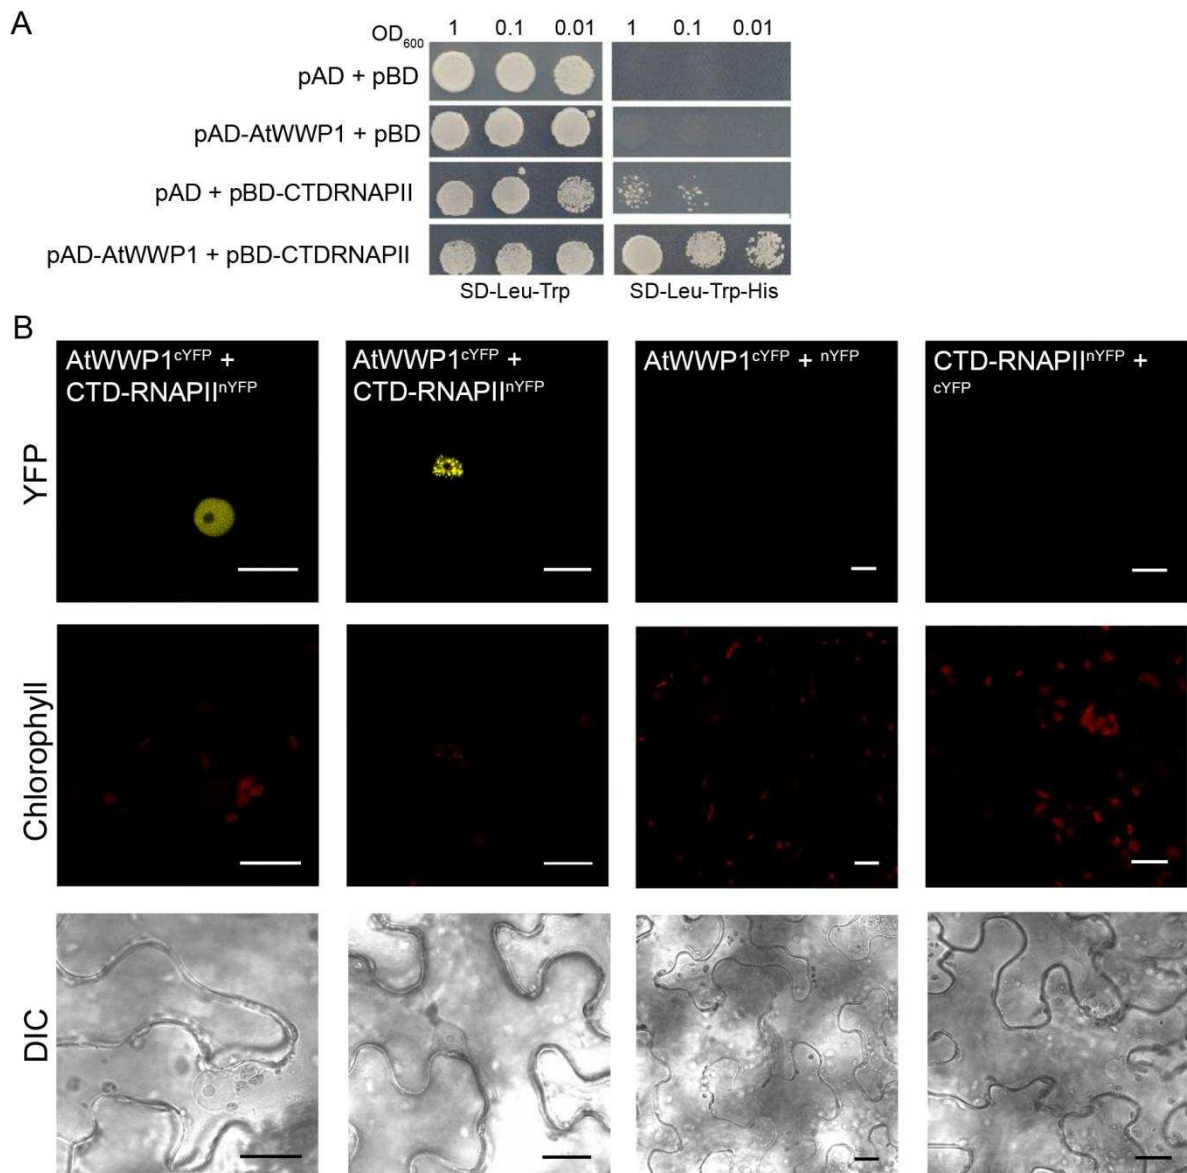 A
OD600 1 0.1 0.01 1 0.1 0.01
pAD + pBD
pAD-AtWWP1 + pBD
pAD + pBD-CTDRNAPII
pAD-AtWWP1 + pBD-CTDRNAPII
SD-Leu-Trp SD-Leu-Trp-His
B
AtWWP1cYFP +
CTD-RNAPIInYFP
AtWWP1cYFP +
CTD-RNAPIInYFP
AtWWP1cYFP + nYFP
CTD-RNAPIInYFP +
cYFP
YFP
Chlorophyll
DIC